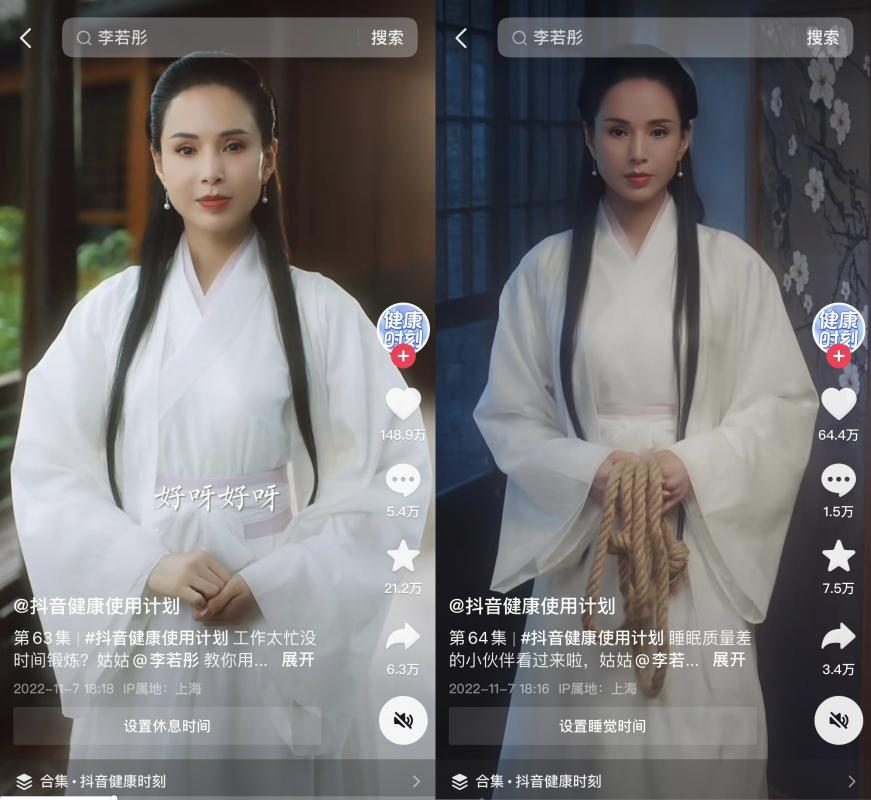 李若彤
搜索
健康
时刻
148.9万
好呀好呀
5.4万
21.2万
@抖音健康使用计划
第63集 | #抖音健康使用计划 工作太忙没
时间锻炼？姑姑@李若彤 教你用... 展开
6.3万
2022-11-7 18:18 IP属地：上海
设置休息时间
合集·抖音健康时刻
李若彤
搜索
健康
时刻
64.4万
1.5万
7.5万
@抖音健康使用计划
第64集 | #抖音健康使用计划 睡眠质量差
的小伙伴看过来啦，姑姑@李若... 展开
3.4万
2022-11-7 18:16 IP属地：上海
设置睡觉时间
合集·抖音健康时刻